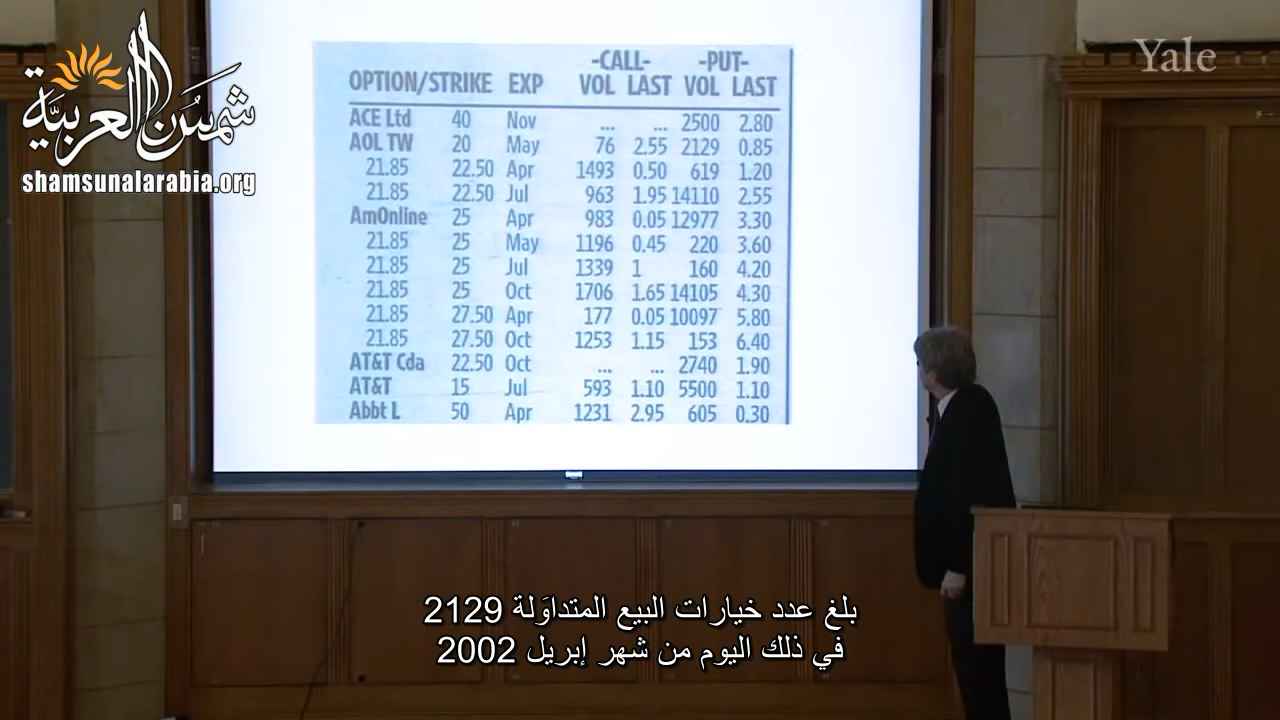 شمسُنا العربيَّة
shamsunalarabia.org
Yale
-CALL- -PUT-
OPTION/STRIKE EXP VOL LAST VOL LAST
ACE Ltd 40 Nov ... ... 2500 2.80
AOL TW 20 May 76 2.55 2129 0.85
21.85 22.50 Apr 1493 0.50 619 1.20
21.85 22.50 Jul 963 1.95 14110 2.55
AmOnline 25 Apr 983 0.05 12977 3.30
21.85 25 May 1196 0.45 220 3.60
21.85 25 Jul 1339 1 160 4.20
21.85 25 Oct 1706 1.65 14105 4.30
21.85 27.50 Apr 177 0.05 10097 5.80
21.85 27.50 Oct 1253 1.15 153 6.40
AT&T Cda 22.50 Oct ... ... 2740 1.90
AT&T 15 Jul 593 1.10 5500 1.10
Abbt L 50 Apr 1231 2.95 605 0.30
بلغ عدد خيارات البيع المتداوَلة 2129
في ذلك اليوم من شهر إبريل 2002